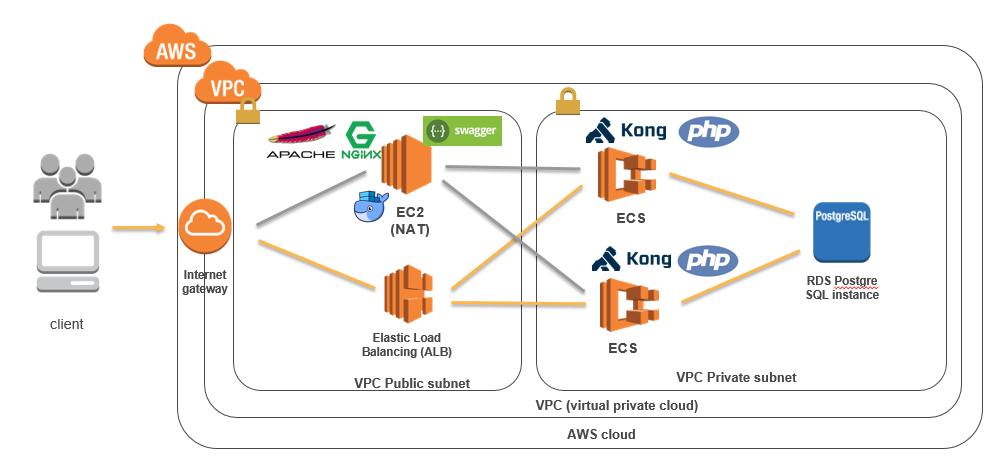 AWS
VPC
APACHE
NGiNX
{··}
swagger
Kong
php
EC2
(NAT)
ECS
PostgreSQL
Kong
php
Internet
gateway
RDS Postgre
SQL instance
client
Elastic Load
Balancing (ALB)
ECS
VPC Public subnet
VPC Private subnet
VPC (virtual private cloud)
AWS cloud